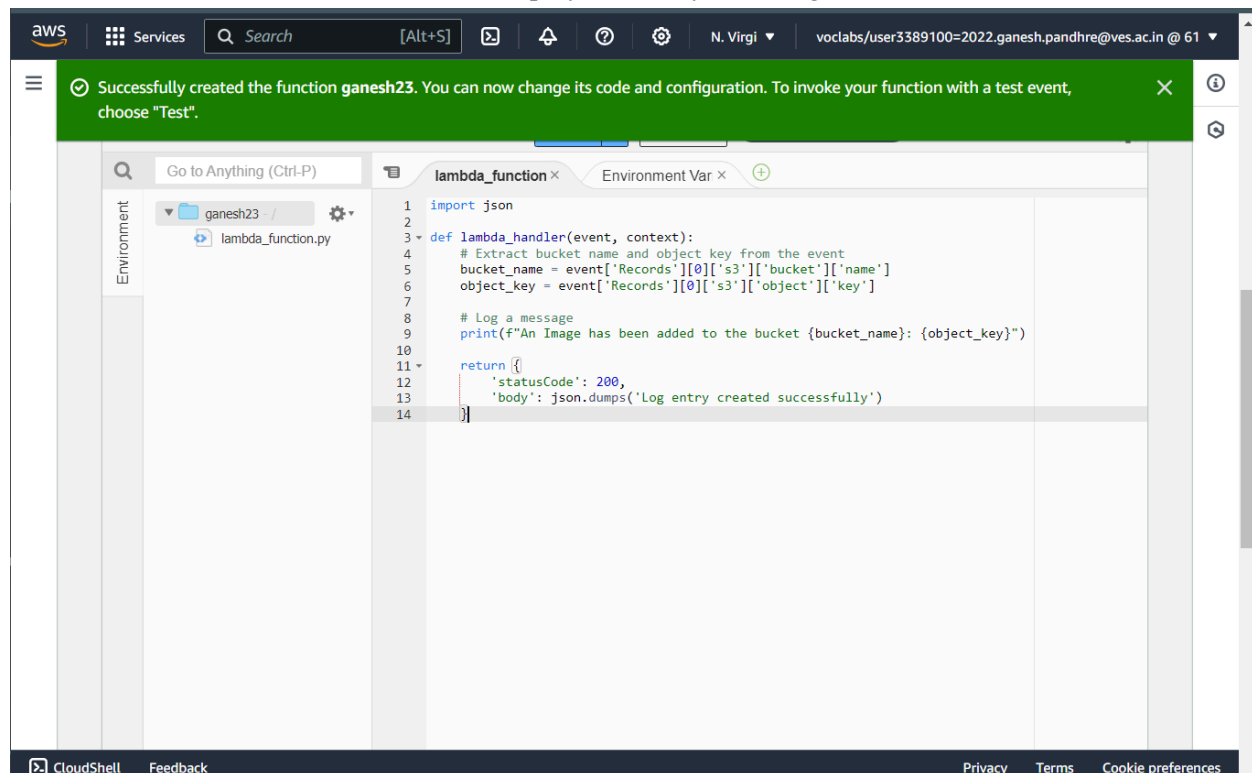 aws
Services
Search
[Alt+S]
N. Virgi
voclabs/user3389100=2022.ganesh.pandhre@ves.ac.in @ 61
Successfully created the function ganesh23. You can now change its code and configuration. To invoke your function with a test event,
choose "Test".
Go to Anything (Ctrl-P)
lambda_function
Environment Var
Environment
ganesh23 - /
lambda_function.py
1 import json
2
3 def lambda_handler(event, context):
4     # Extract bucket name and object key from the event
5     bucket_name = event['Records'][0]['s3']['bucket']['name']
6     object_key = event['Records'][0]['s3']['object']['key']
7
8     # Log a message
9     print(f"An Image has been added to the bucket {bucket_name}: {object_key}")
10
11     return {
12         'statusCode': 200,
13         'body': json.dumps('Log entry created successfully')
14     }
CloudShell
Feedback
Privacy
Terms
Cookie preferences